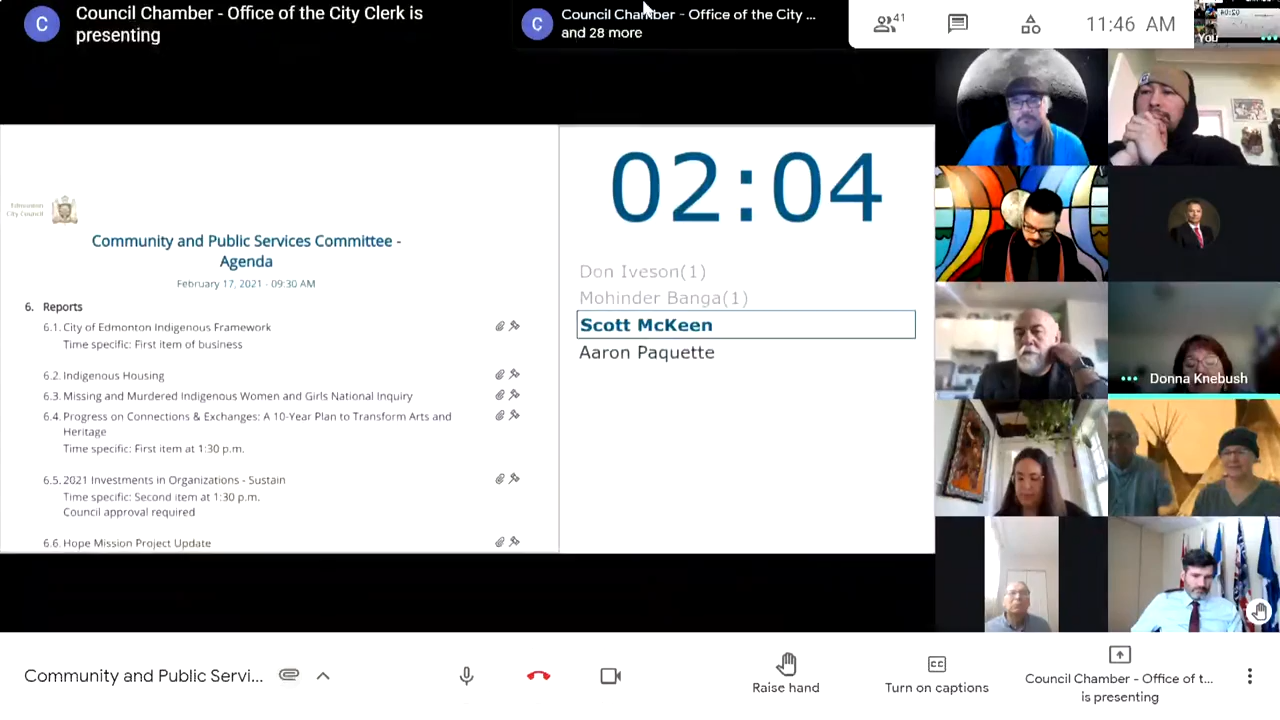 C
Council Chamber - Office of the City Clerk is
presenting
C
Council Chamber - Office of the City ...
and 28 more
41
11:46 AM
You
Edmonton
City Council
Community and Public Services Committee -
Agenda
February 17, 2021 - 09:30 AM
6. Reports
6.1. City of Edmonton Indigenous Framework
Time specific: First item of business
6.2. Indigenous Housing
6.3. Missing and Murdered Indigenous Women and Girls National Inquiry
6.4. Progress on Connections & Exchanges: A 10-Year Plan to Transform Arts and
Heritage
Time specific: First item at 1:30 p.m.
6.5. 2021 Investments in Organizations - Sustain
Time specific: Second item at 1:30 p.m.
Council approval required
6.6. Hope Mission Project Update
02:04
Don Iveson(1)
Mohinder Banga(1)
Scott McKeen
Aaron Paquette
Donna Knebush
Community and Public Servi...
Raise hand
CC
Turn on captions
Council Chamber - Office of t...
is presenting